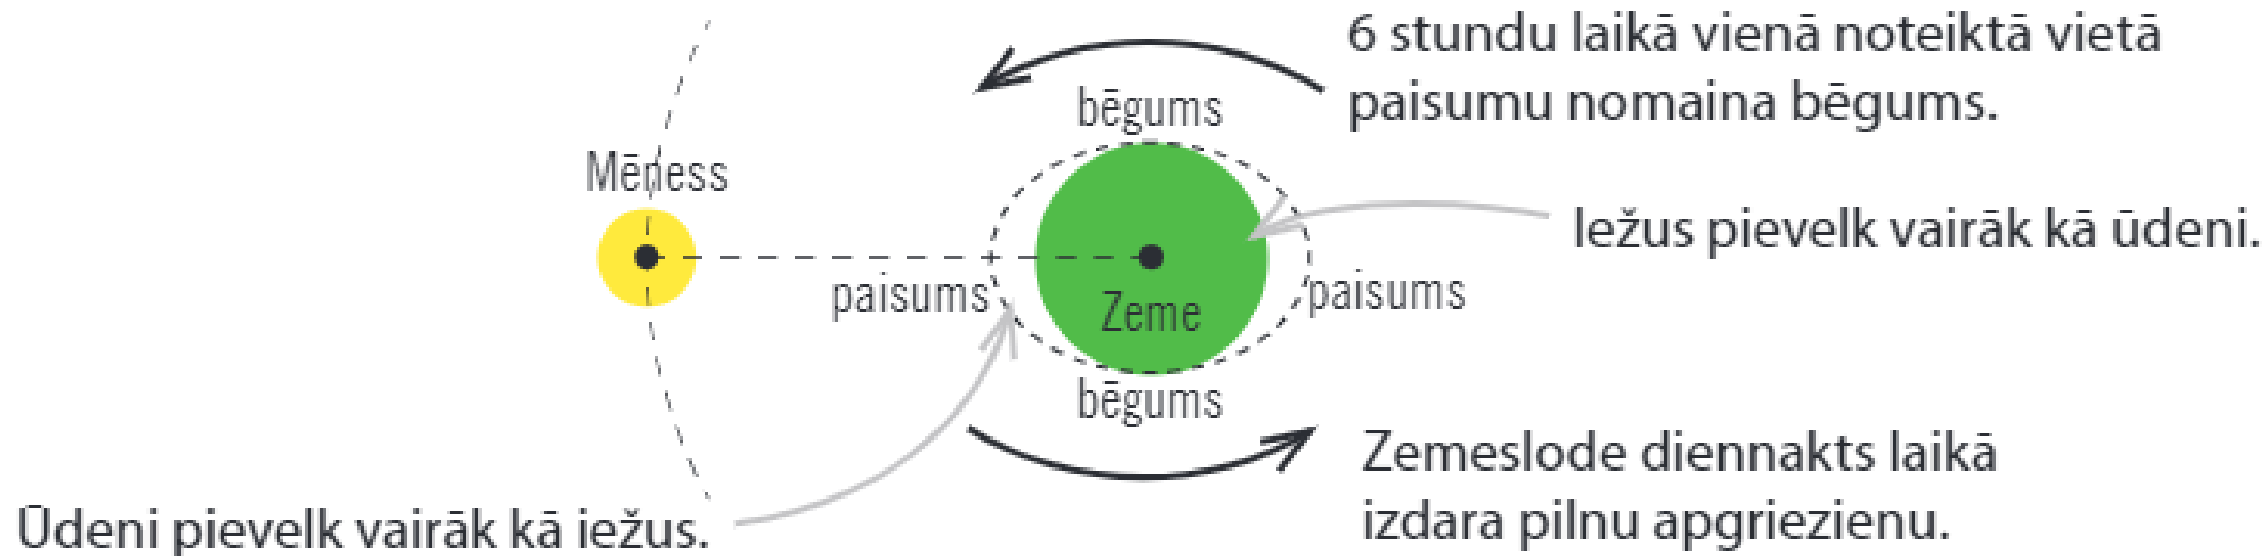 6 stundu laikā vienā noteiktā vietā
paisumu nomaina bēgums.
bēgums
Mēness
Iežus pievelk vairāk kā ūdeni.
paisums
Zeme
paisums
bēgums
Zemeslode diennakts laikā
izdara pilnu apgriezienu.
Ūdeni pievelk vairāk kā iežus.